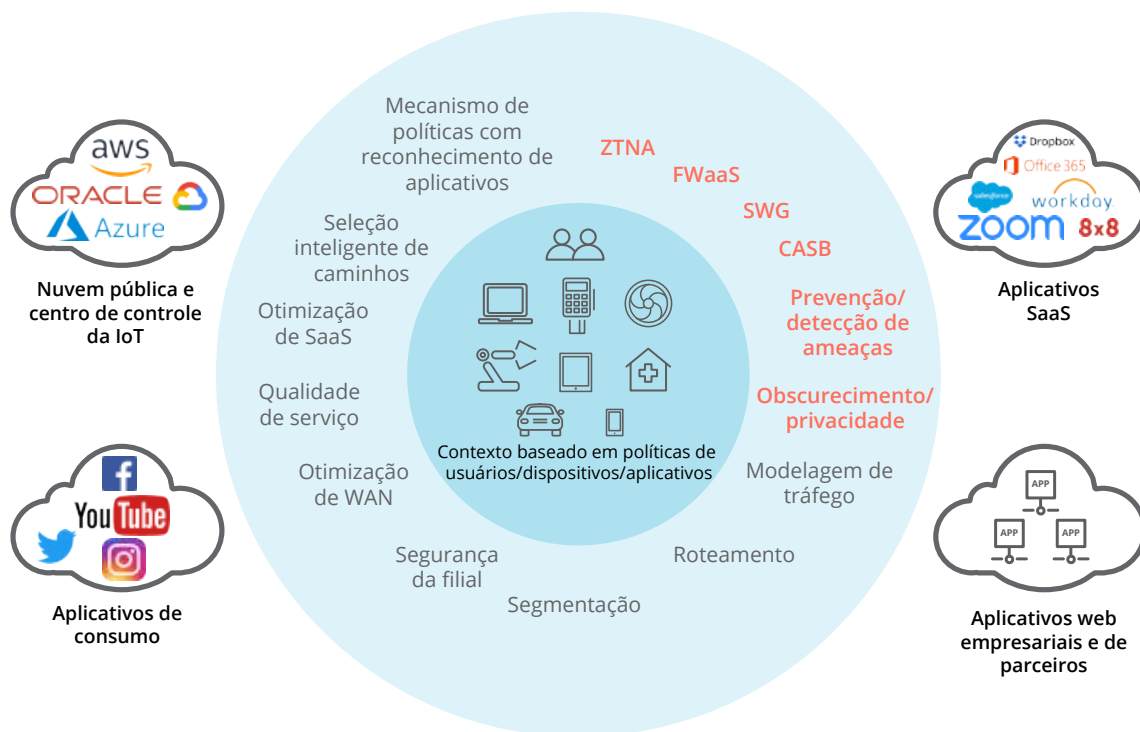 aws
ORACLE
Azure
Nuvem pública e
centro de controle
da IoT
YouTube
Aplicativos de
consumo
Mecanismo de
políticas com
reconhecimento de
aplicativos
Seleção
inteligente de
caminhos
Otimização
de SaaS
Qualidade
de serviço
Otimização
de WAN
Segurança
da filial
Segmentação
Roteamento
Modelagem de
tráfego
ZTNA
FWaaS
SWG
CASB
Prevenção/
detecção de
ameaças
Obscurecimento/
privacidade
Contexto baseado em políticas de
usuários/dispositivos/aplicativos
Dropbox
Office 365
salesforce
workday
zoom 8x8
Aplicativos
SaaS
APP
APP APP
Aplicativos web
empresariais e de
parceiros